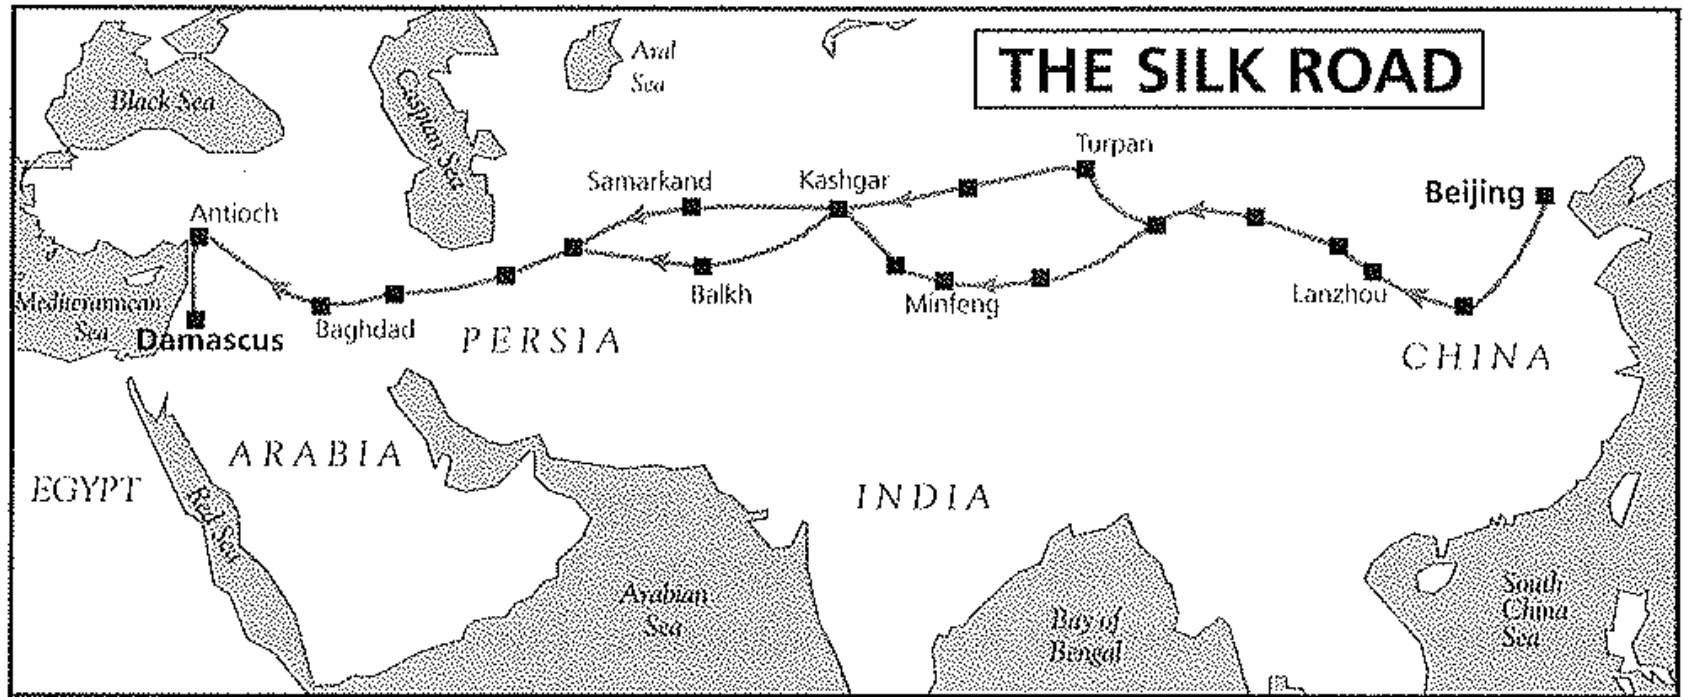 THE SILK ROAD
Black Sea
Caspian Sea
Aral
Sea
Turpan
Samarkand
Kashgar
Beijing
Antioch
Mediterranean
Sea
Damascus
Baghdad
Balkh
Minfeng
Lanzhou
PERSIA
CHINA
EGYPT
ARABIA
INDIA
Red Sea
Arabian
Sea
Bay of
Bengal
South
China
Sea